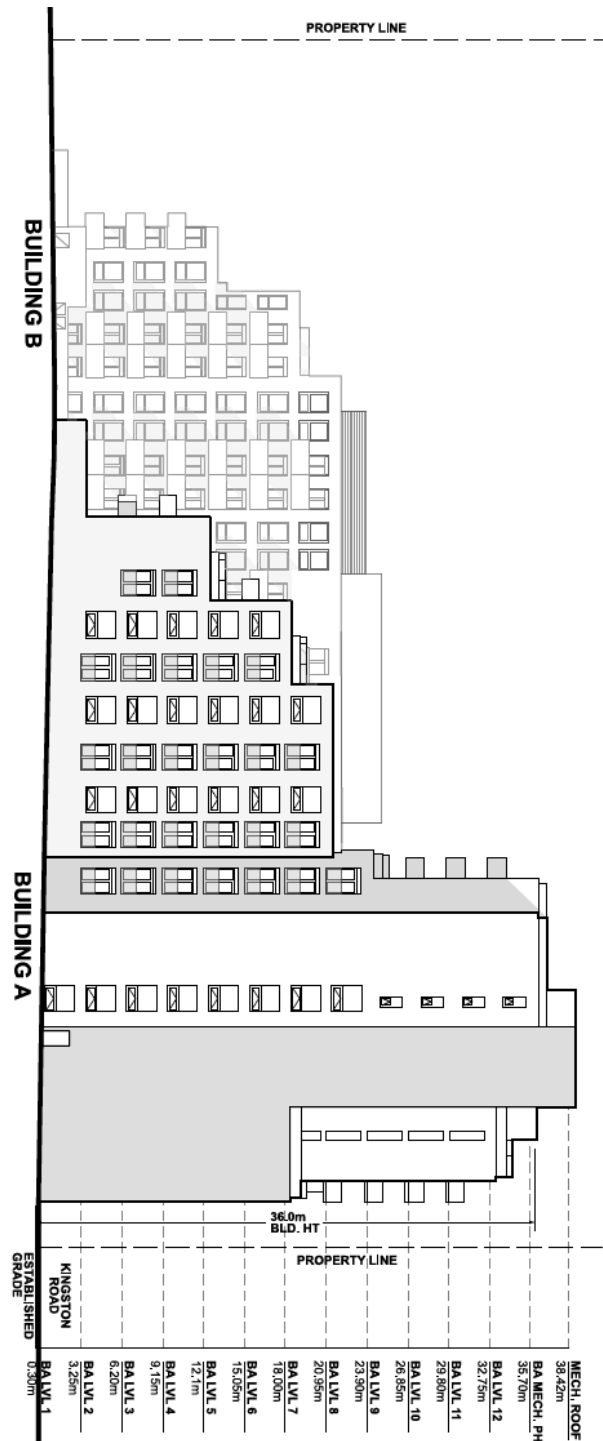 PROPERTY LINE
BUILDING B
BUILDING A
36.0m
BLD. HT
PROPERTY LINE
KINGSTON
ROAD
ESTABLISHED
GRADE
MECH. ROOF
38.42m
BA MECH. PH
35.70m
BA LVL 12
32.75m
BA LVL 11
29.80m
BA LVL 10
26.85m
BA LVL 9
23.90m
BA LVL 8
20.95m
BA LVL 7
18.00m
BA LVL 6
15.05m
BA LVL 5
12.1m
BA LVL 4
9.15m
BA LVL 3
6.20m
BA LVL 2
3.25m
BA LVL 1
0.30m